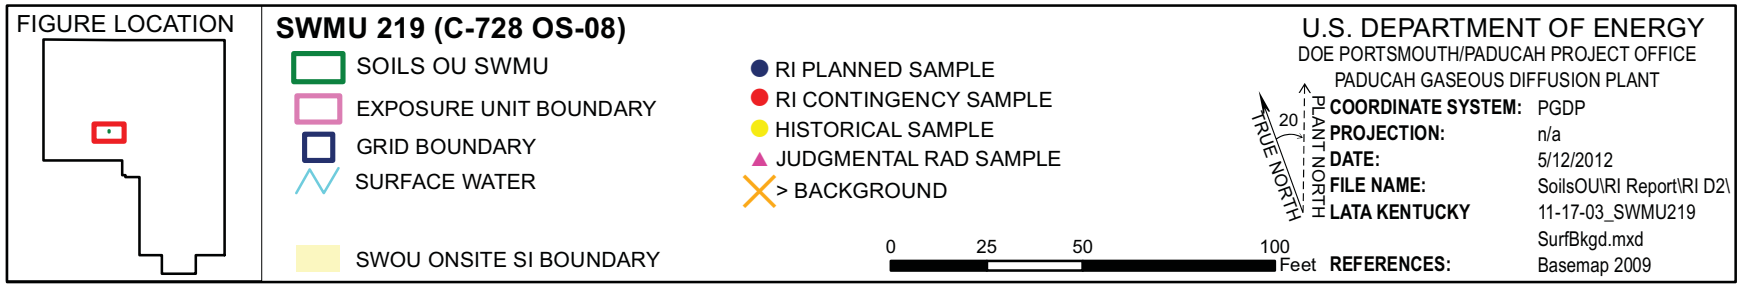 FIGURE LOCATION
SWMU 219 (C-728 OS-08)
SOILS OU SWMU
EXPOSURE UNIT BOUNDARY
GRID BOUNDARY
SURFACE WATER
SWOU ONSITE SI BOUNDARY
RI PLANNED SAMPLE
RI CONTINGENCY SAMPLE
HISTORICAL SAMPLE
JUDGMENTAL RAD SAMPLE
> BACKGROUND
0 25 50 100
Feet
U.S. DEPARTMENT OF ENERGY
DOE PORTSMOUTH/PADUCAH PROJECT OFFICE
PADUCAH GASEOUS DIFFUSION PLANT
TRUE NORTH
20
PLANT NORTH
COORDINATE SYSTEM: PGDP
PROJECTION: n/a
DATE: 5/12/2012
FILE NAME: SoilsOU\RI Report\RI D2\
LATA KENTUCKY 11-17-03_SWMU219
SurfBkgd.mxd
REFERENCES: Basemap 2009